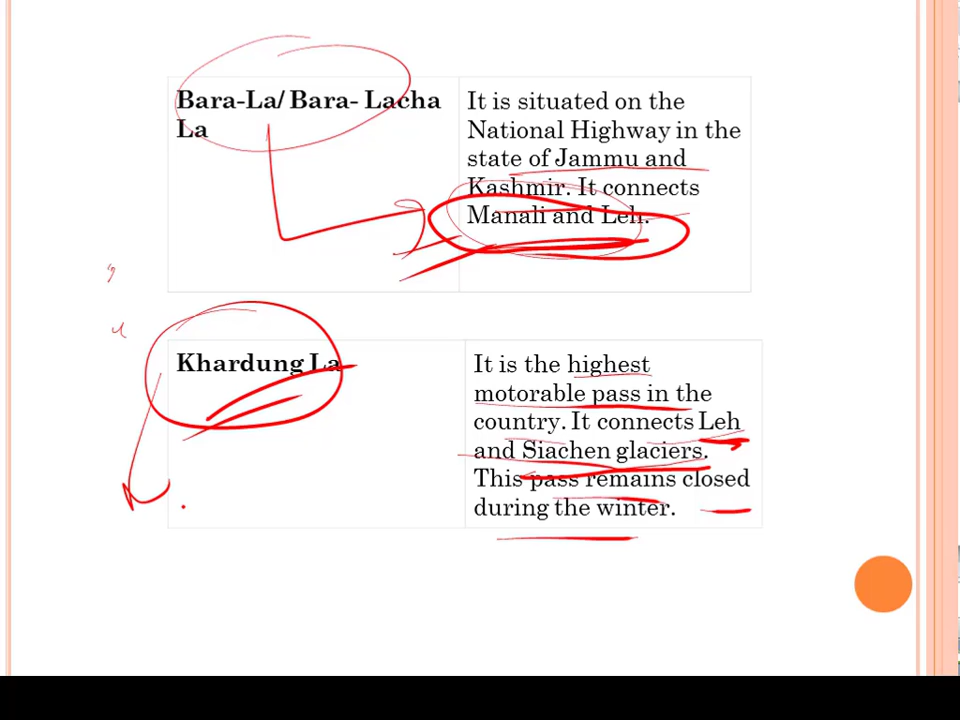 Bara-La/ Bara- Lacha
La
It is situated on the
National Highway in the
state of Jammu and
Kashmir. It connects
Manali and Leh.
Khardung La
It is the highest
motorable pass in the
country. It connects Leh
and Siachen glaciers.
This pass remains closed
during the winter.